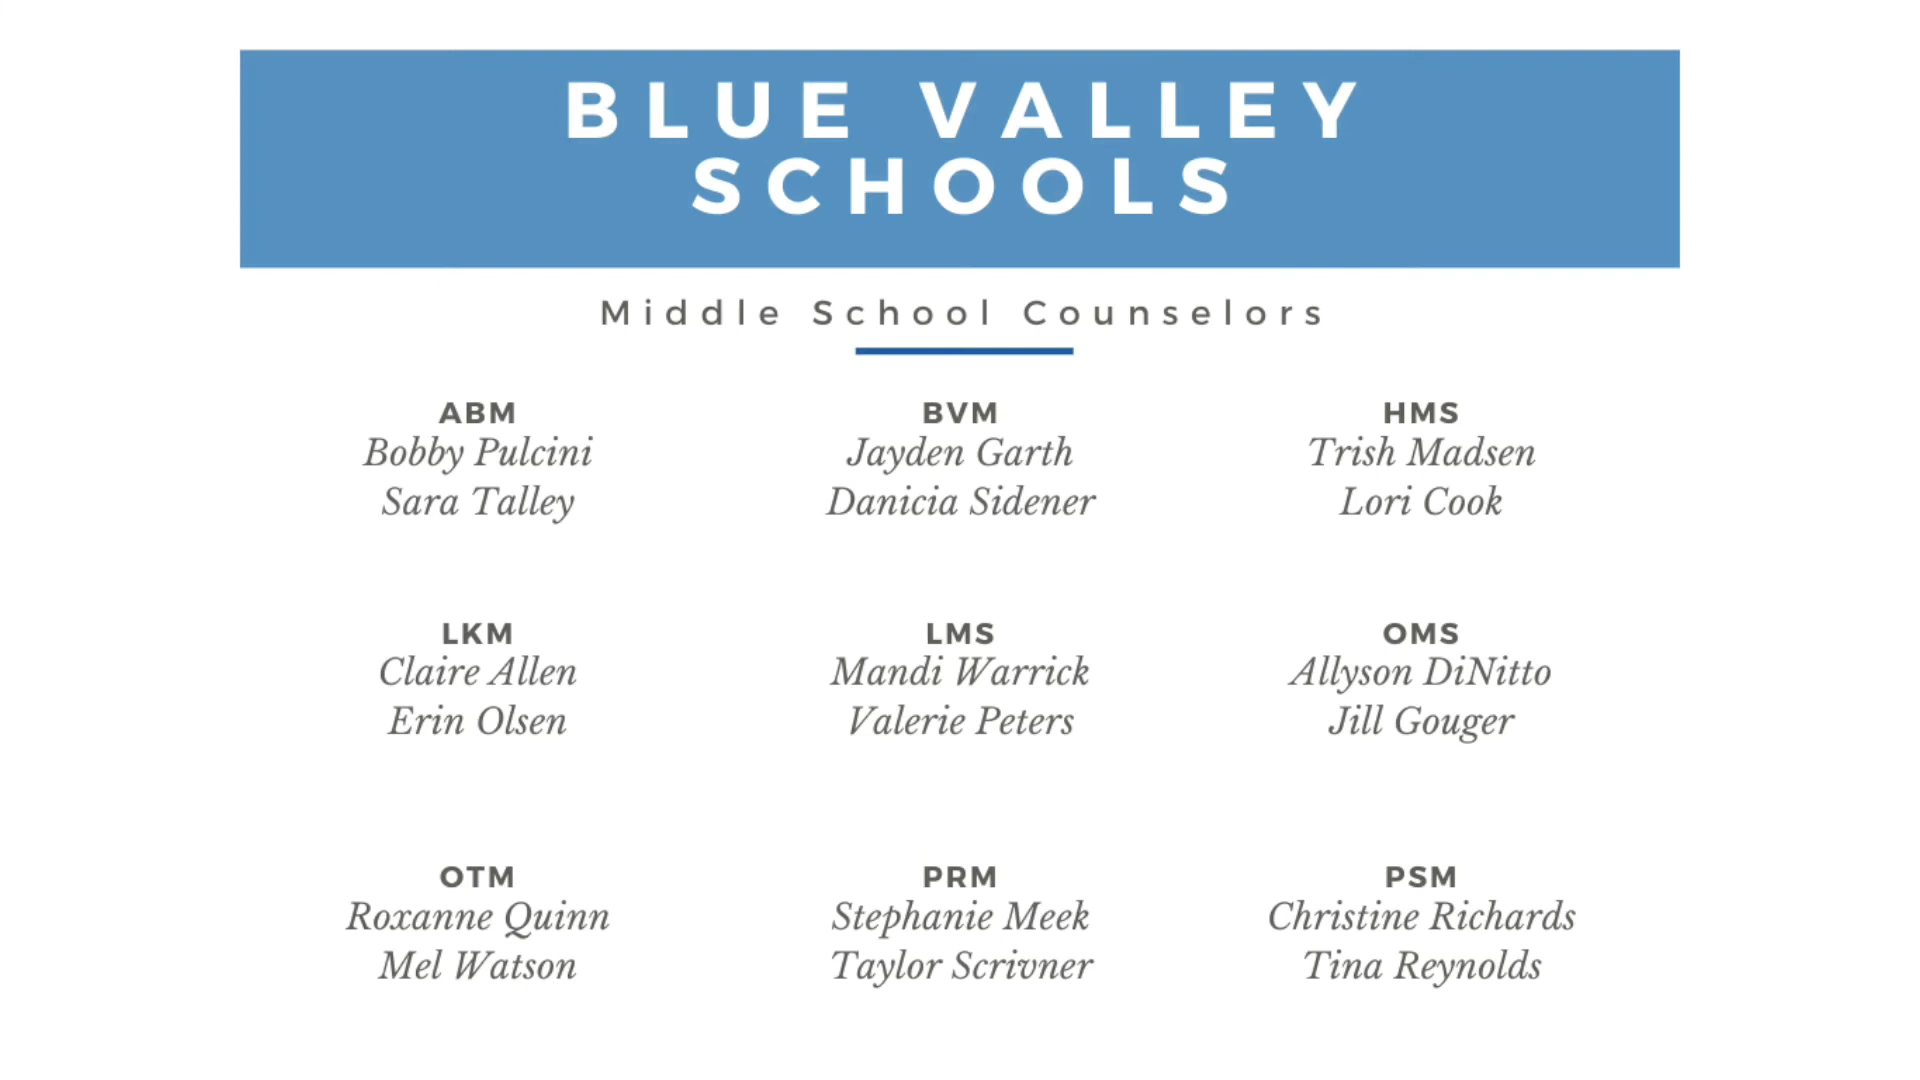 BLUE VALLEY
SCHOOLS
Middle School Counselors
ABM
Bobby Pulcini
Sara Talley
BVM
Jayden Garth
Danicia Sidener
HMS
Trish Madsen
Lori Cook
LKM
Claire Allen
Erin Olsen
LMS
Mandi Warrick
Valerie Peters
OMS
Allyson DiNitto
Jill Gouger
OTM
Roxanne Quinn
Mel Watson
PRM
Stephanie Meek
Taylor Scrivner
PSM
Christine Richards
Tina Reynolds